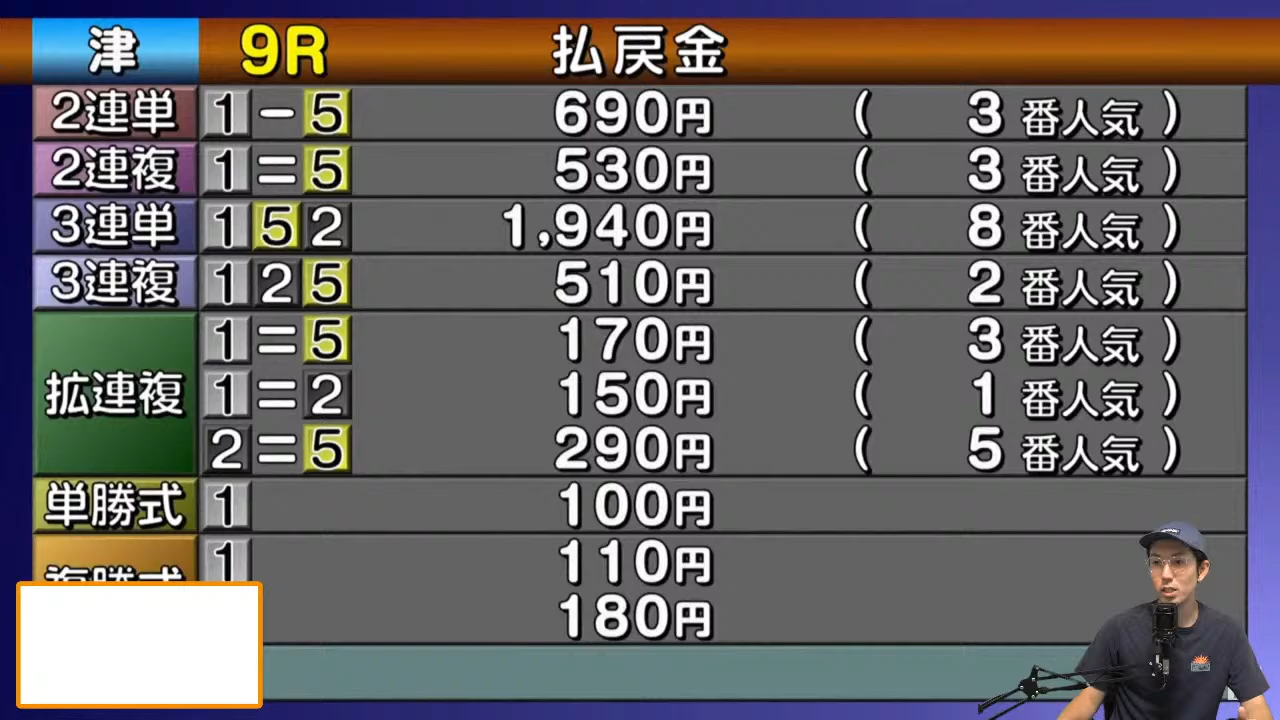 津 9R 払戻金
2連単 1-5 690円 ( 3 番人気 )
2連複 1=5 530円 ( 3 番人気 )
3連単 1 5 2 1,940円 ( 8 番人気 )
3連複 1 2 5 510円 ( 2 番人気 )
拡連複 1=5 170円 ( 3 番人気 )
1=2 150円 ( 1 番人気 )
2=5 290円 ( 5 番人気 )
単勝式 1 100円
複勝式 1 110円
180円